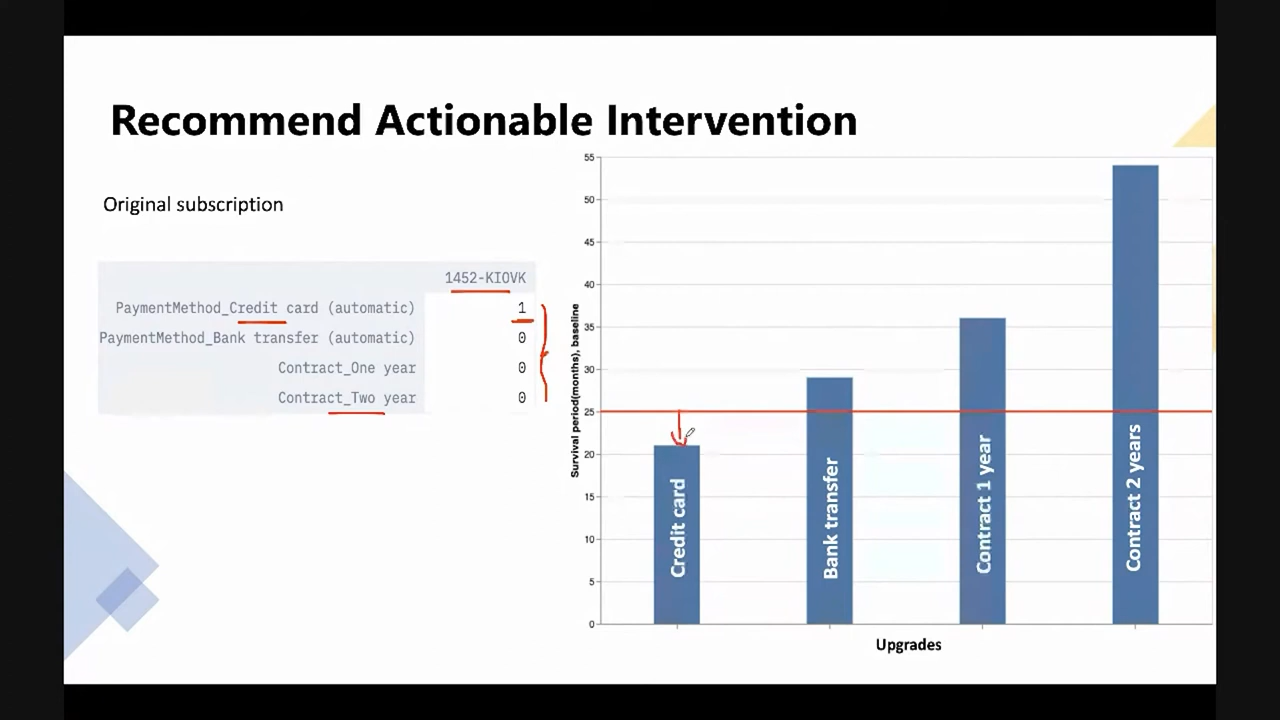 Recommend Actionable Intervention
Original subscription
1452-KIOVK
PaymentMethod_Credit card (automatic) 1
PaymentMethod_Bank transfer (automatic) 0
Contract_One year 0
Contract_Two year 0
Survival period(months), baseline
55
50
45
40
35
30
25
20
15
10
5
0
Credit card
Bank transfer
Contract 1 year
Contract 2 years
Upgrades